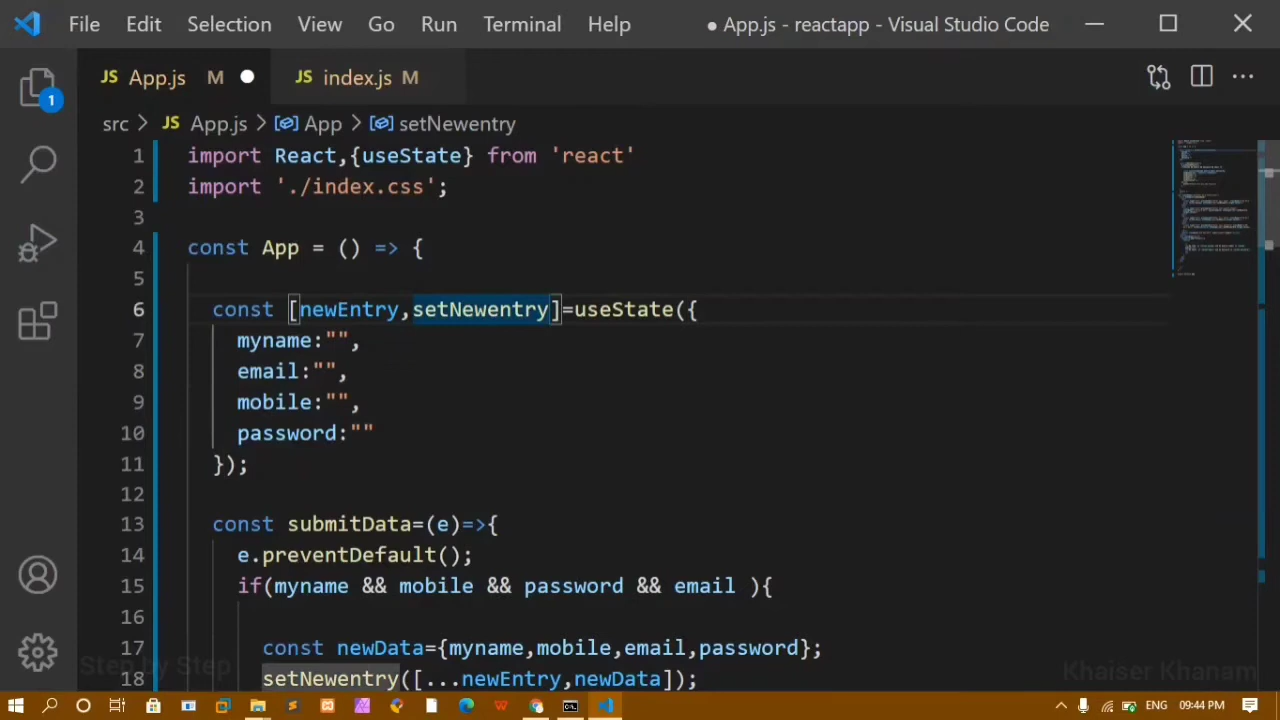 File Edit Selection View Go Run Terminal Help ● App.js - reactapp - Visual Studio Code
JS App.js M ● JS index.js M
1
src > JS App.js > App > setNewentry
1 import React,{useState} from 'react'
2 import './index.css';
3
4 const App = () => {
5
6 const [newEntry,setNewentry]=useState({
7 myname:"",
8 email:"",
9 mobile:"",
10 password:""
11 });
12
13 const submitData=(e)=>{
14 e.preventDefault();
15 if(myname && mobile && password && email ){
16
17 const newData={myname,mobile,email,password};
18 setNewentry([...newEntry,newData]);
Step by Step
Khaiser Khanam
ENG 09:44 PM